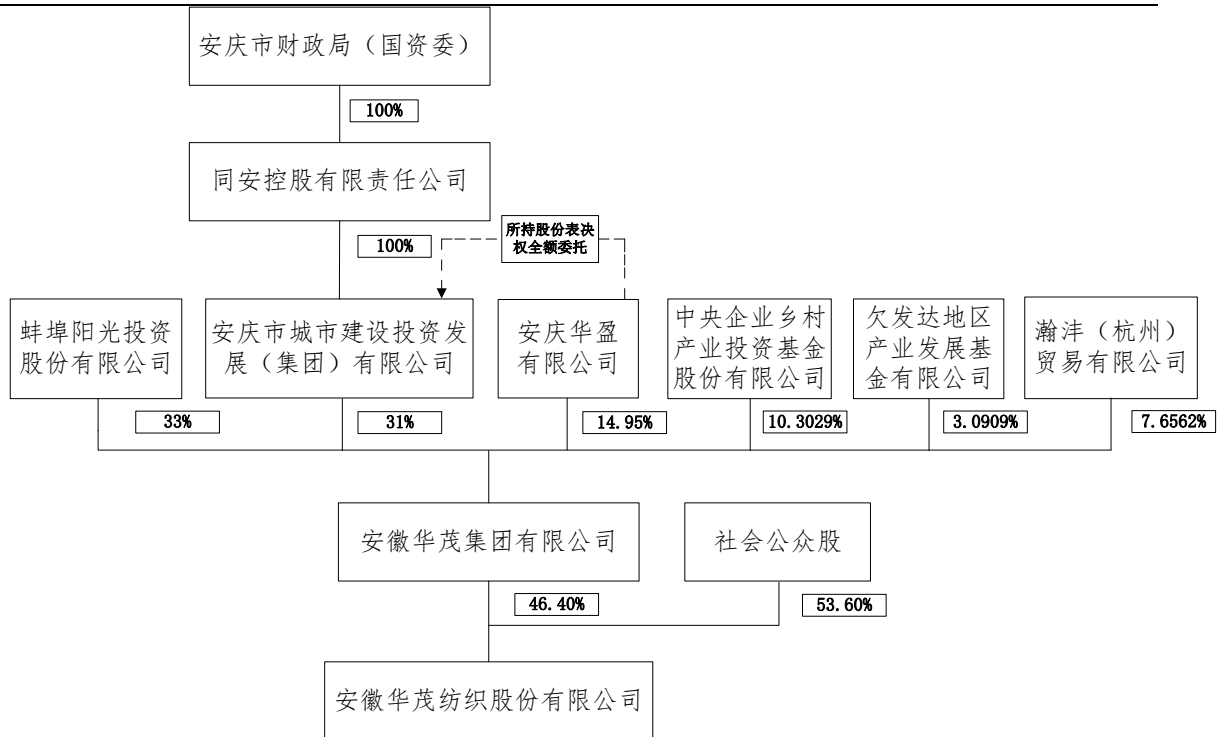 安庆市财政局（国资委）
100%
同安控股有限责任公司
100%
所持股份表决
权全额委托
蚌埠阳光投资
股份有限公司
安庆市城市建设投资发
展（集团）有限公司
安庆华盈
有限公司
中央企业乡村
产业投资基金
股份有限公司
欠发达地区
产业发展基
金有限公司
瀚沣（杭州）
贸易有限公司
33%
31%
14.95%
10.3029%
3.0909%
7.6562%
安徽华茂集团有限公司
社会公众股
46.40%
53.60%
安徽华茂纺织股份有限公司